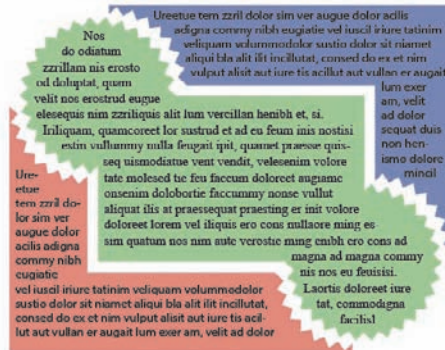 Ureetue tem zzril dolor sim ver augue dolor acilis
adigna commy nibh eugiatie vel iuscil iriure tatinim
veliquam volummodolor sustio dolor sit niamet
aliqui bla alit ilit incillutat, consed do ex et nim
vulput alisit aut iure tis acillut aut vullan er augait
lum exer
am, velit
ad dolor
sequat duis
non hen-
ismo dolore
mincil
Nos
do odiatum
zzrillam nis erosto
od doluptat, quam
velit nos erostrud eugue
elesequis nim zzriliquis alit lum vercillan henibh et, si.
Iriliquam, quamcoreet lor sustrud et ad eu feum inis nostisi
estin vullummy nulla feugait ipit, quamet praesse quis-
seq uismodiatue vent vendit, velesenim volore
tate molesed tie feu faccum doloreet augiamc
onsenim dolobortie faccummy nonse vullut
aliquat ilis at praessequat praesting er init volore
doloreet lorem vel iliquis ero cons nullaore ming es-
sim quatum nos nim aute verostie ming enibh ero cons ad
magna ad magna commy
nis nos eu feuisisi.
Laortis doloreet iure
tat, commodigna
facilisl
Ure-
etue
tem zzril do-
lor sim ver
augue dolor
acilis adigna
commy nibh
eugiatie
vel iuscil iriure tatinim veliquam volummodolor
sustio dolor sit niamet aliqui bla alit ilit incillutat,
consed do ex et nim vulput alisit aut iure tis acil-
lut aut vullan er augait lum exer am, velit ad dolor